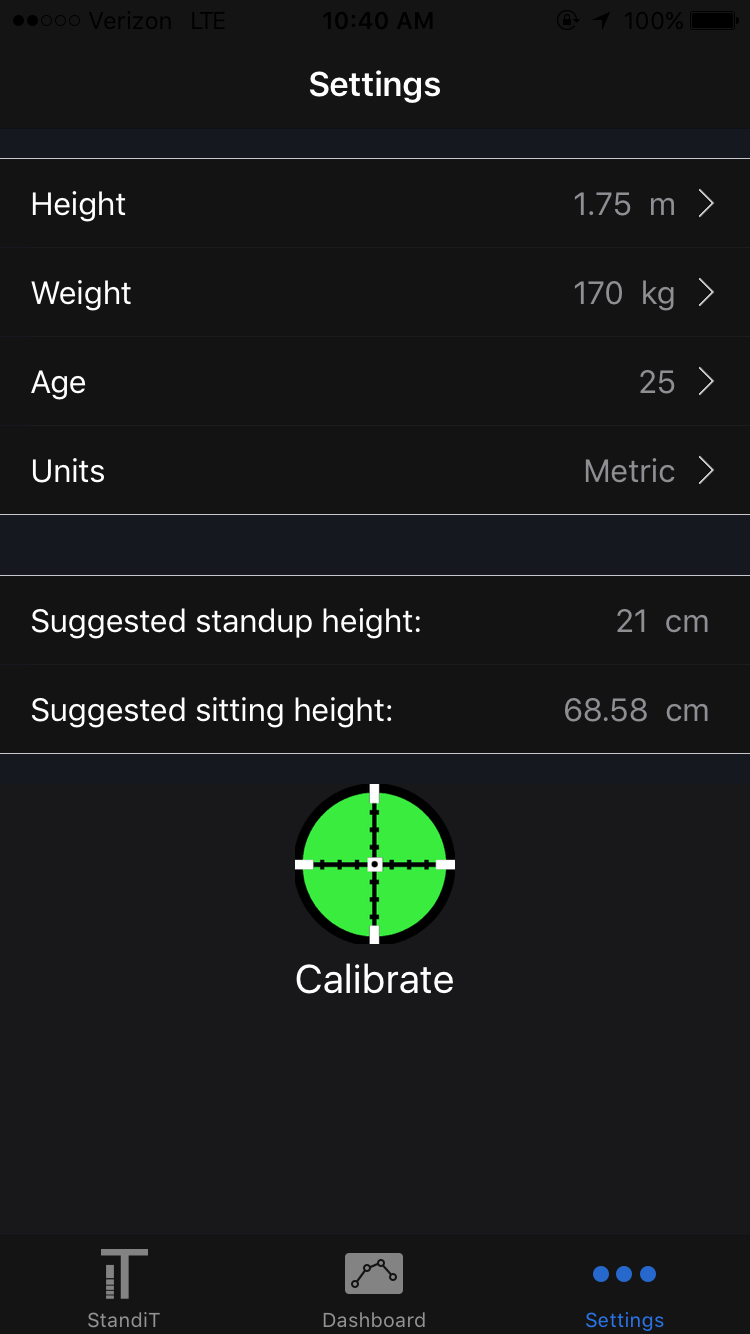 Verizon LTE 10:40 AM 100%
Settings
Height 1.75 m
Weight 170 kg
Age 25
Units Metric
Suggested standup height: 21 cm
Suggested sitting height: 68.58 cm
Calibrate
StandiT Dashboard Settings